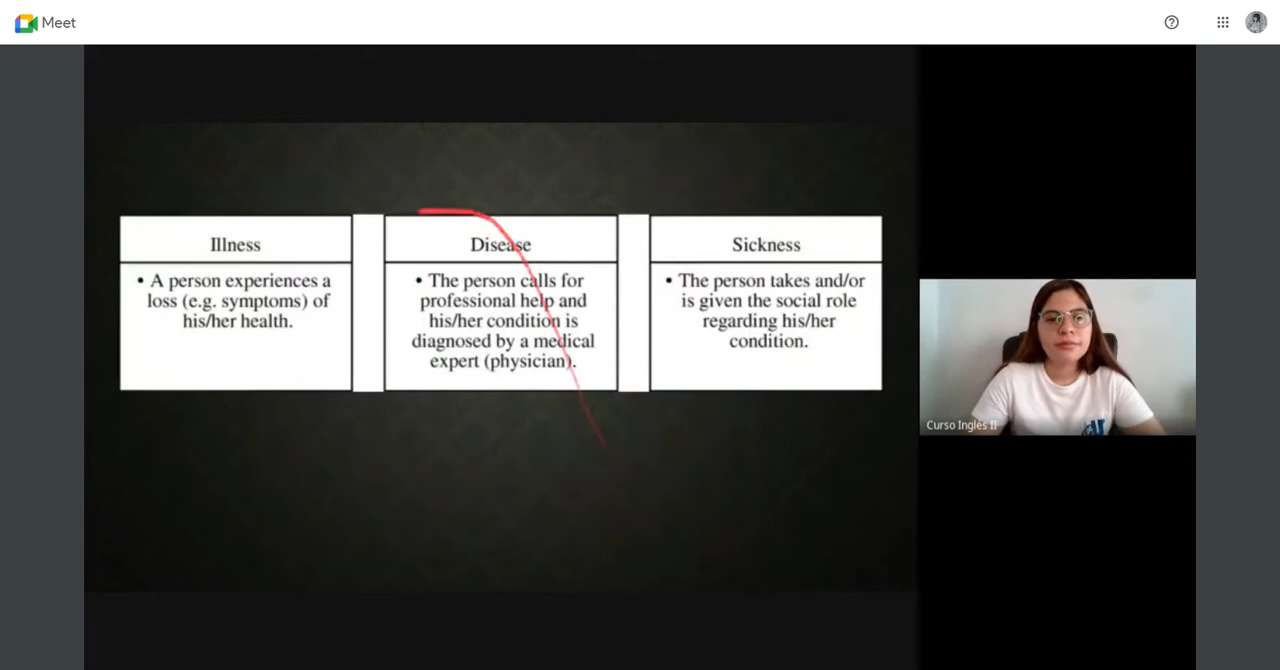 Meet
Illness
• A person experiences a
loss (e.g. symptoms) of
his/her health.
Disease
• The person calls for
professional help and
his/her condition is
diagnosed by a medical
expert (physician).
Sickness
• The person takes and/or
is given the social role
regarding his/her
condition.
Curso Inglés II